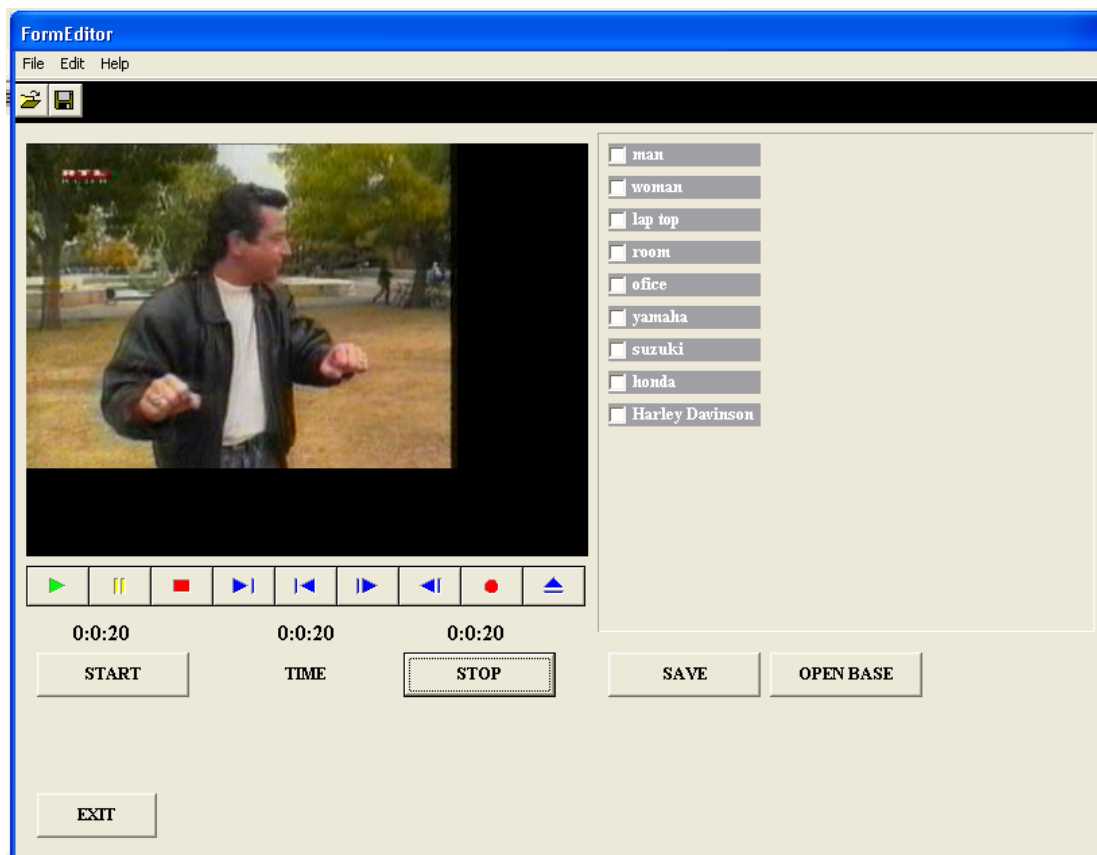 FormEditor
File Edit Help
RTL
man
woman
lap top
room
ofice
yamaha
suzuki
honda
Harley Davinson
0:0:20 0:0:20 0:0:20
START TIME STOP SAVE OPEN BASE
EXIT